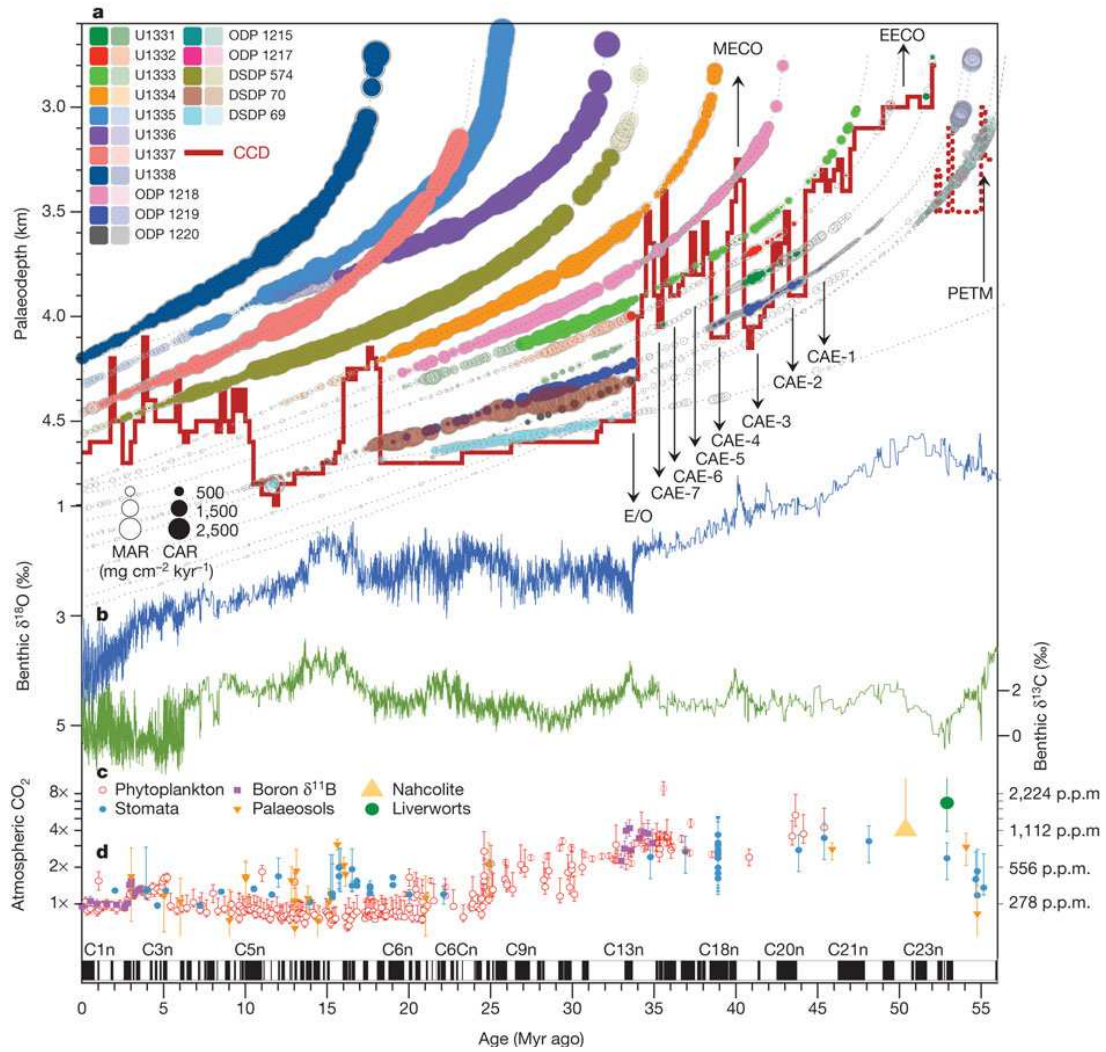 a
U1331
U1332
U1333
U1334
U1335
U1336
U1337
U1338
ODP 1218
ODP 1219
ODP 1220
ODP 1215
ODP 1217
DSDP 574
DSDP 70
DSDP 69
CCD
MECO
EECO
PETM
CAE-1
CAE-2
CAE-3
CAE-4
CAE-5
CAE-6
CAE-7
E/O
3.0
3.5
4.0
4.5
Palaeodepth (km)
500
1,500
2,500
MAR CAR
(mg cm⁻² kyr⁻¹)
1
3
5
Benthic δ¹⁸O (‰)
b
2
0
Benthic δ¹³C (‰)
c
Phytoplankton
Stomata
Boron δ¹¹B
Palaeosols
Nahcolite
Liverworts
d
8×
4×
2×
1×
Atmospheric CO₂
2,224 p.p.m
1,112 p.p.m
556 p.p.m.
278 p.p.m.
C1n C3n C5n C6n C6Cn C9n C13n C18n C20n C21n C23n
0 5 10 15 20 25 30 35 40 45 50 55
Age (Myr ago)